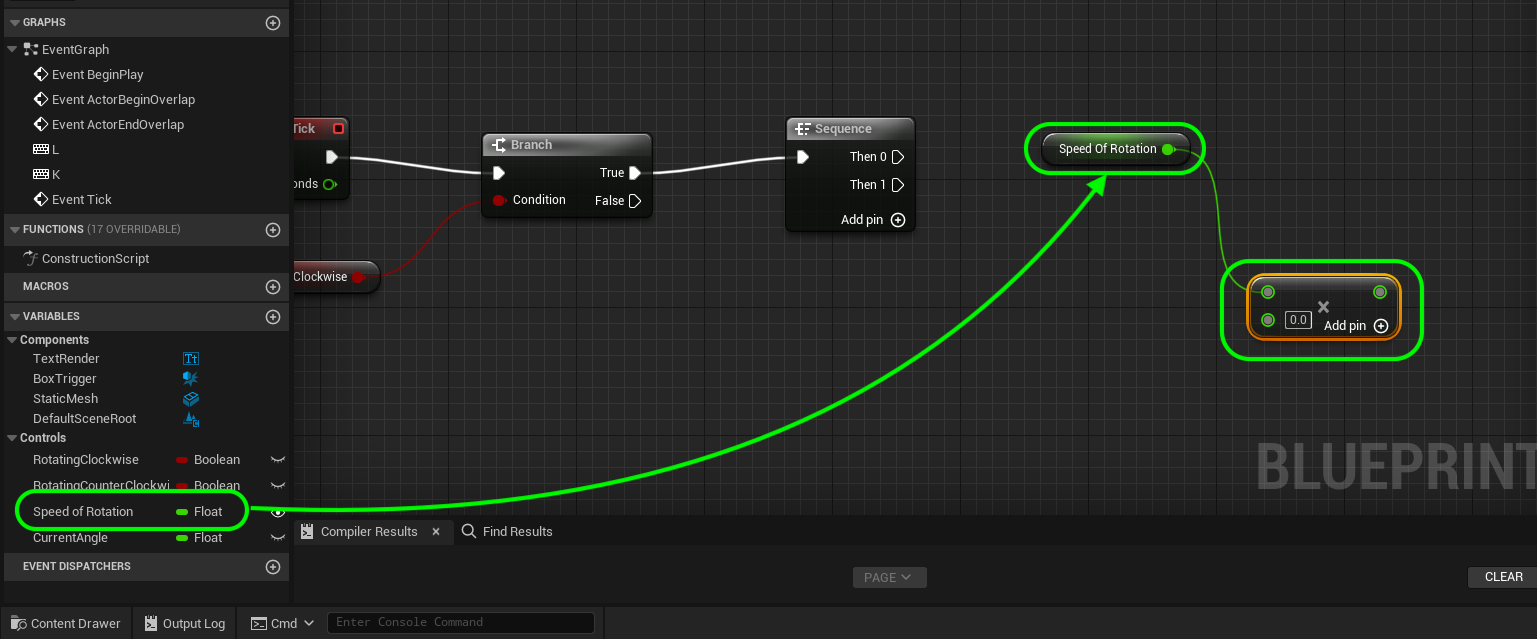 GRAPHS
EventGraph
Event BeginPlay
Event ActorBeginOverlap
Event ActorEndOverlap
L
K
Event Tick
FUNCTIONS (17 OVERRIDABLE)
ConstructionScript
MACROS
VARIABLES
Components
TextRender
BoxTrigger
StaticMesh
DefaultSceneRoot
Controls
RotatingClockwise Boolean
RotatingCounterClockwi Boolean
Speed of Rotation Float
CurrentAngle Float
EVENT DISPATCHERS
Tick
onds
Clockwise
Branch
True
Condition False
Sequence
Then 0
Then 1
Add pin
Speed Of Rotation
0.0 Add pin
BLUEPRINT
Compiler Results Find Results
PAGE
CLEAR
Content Drawer Output Log Cmd Enter Console Command